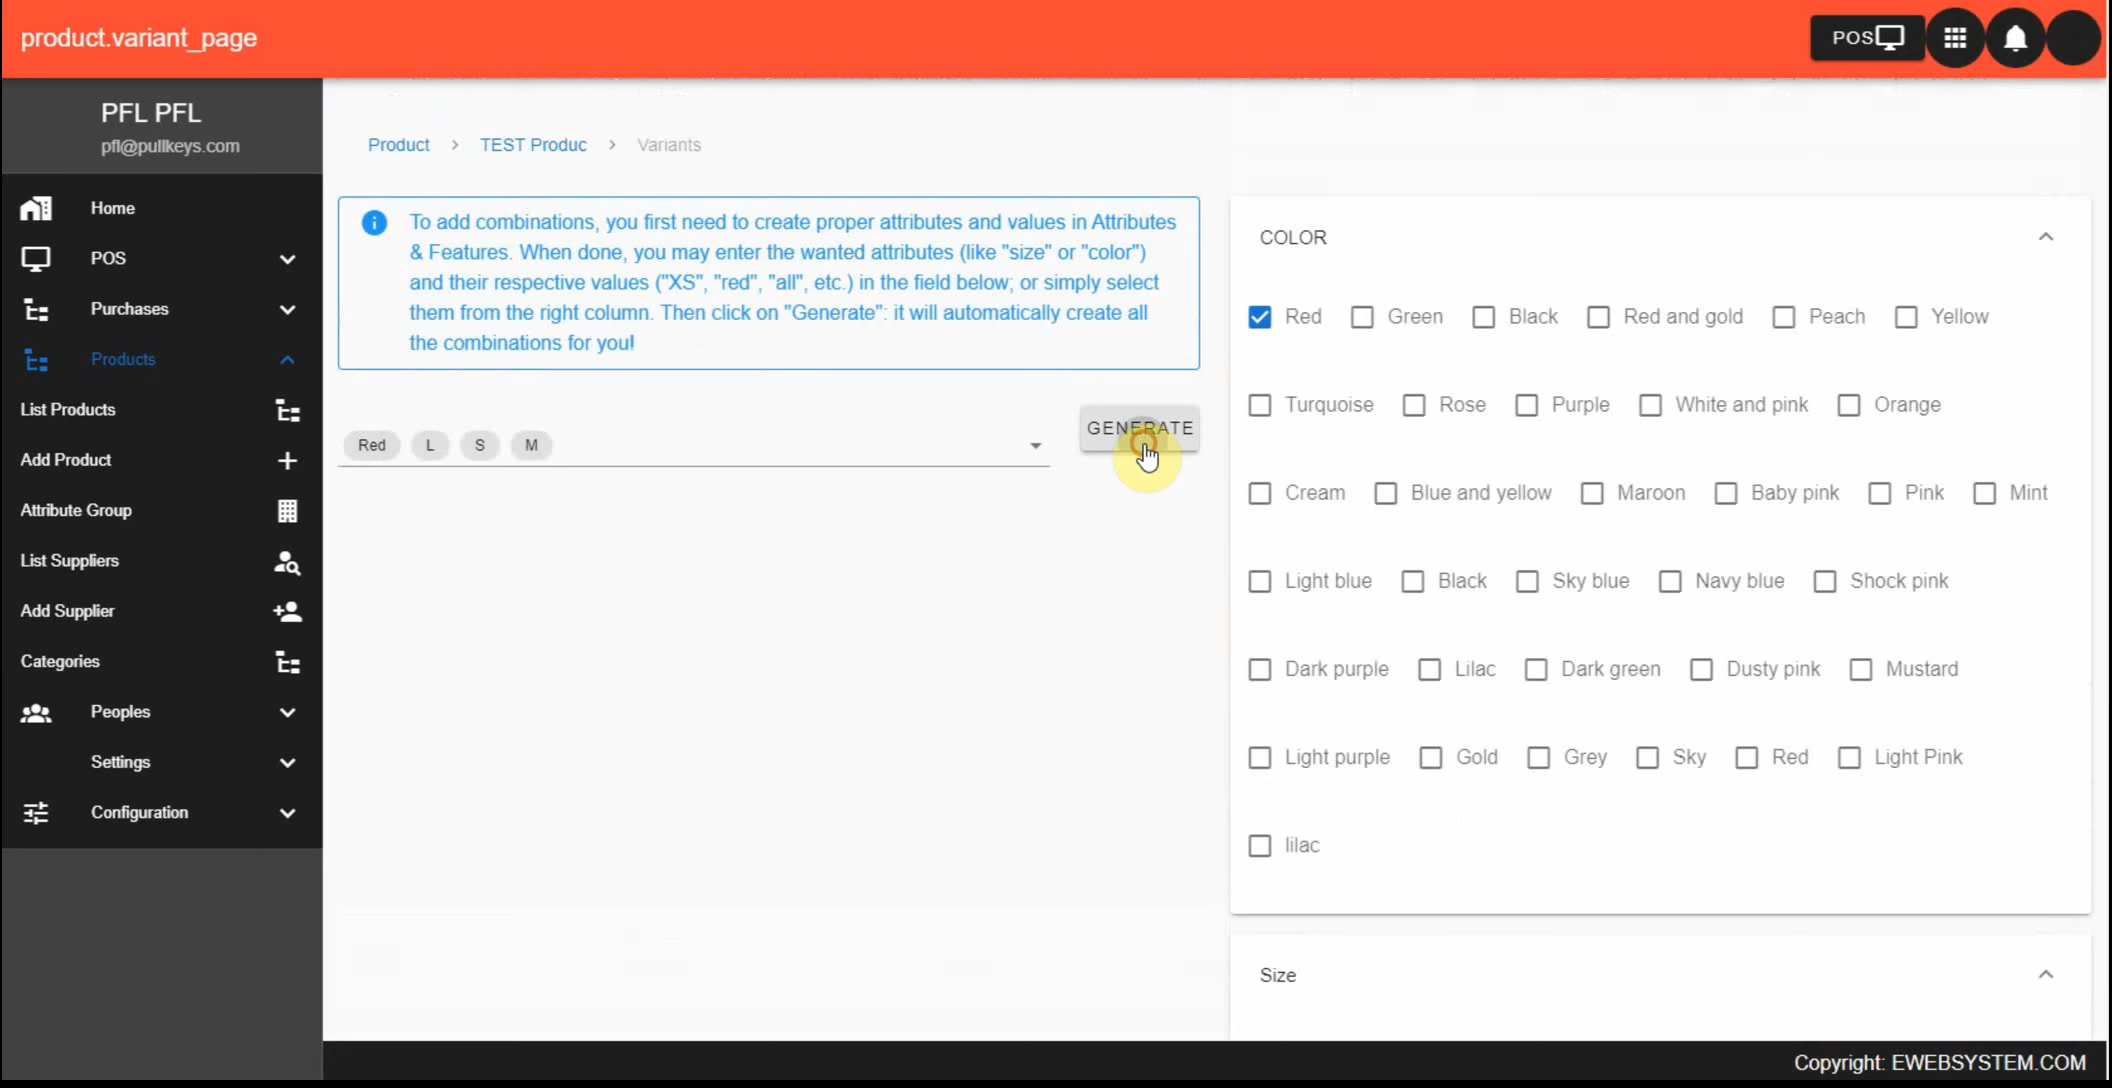 product.variant_page
POS
PFL PFL
pfl@pullkeys.com
Home
POS
Purchases
Products
List Products
Add Product
Attribute Group
List Suppliers
Add Supplier
Categories
Peoples
Settings
Configuration
Product > TEST Produc > Variants
To add combinations, you first need to create proper attributes and values in Attributes
& Features. When done, you may enter the wanted attributes (like "size" or "color")
and their respective values ("XS", "red", "all", etc.) in the field below; or simply select
them from the right column. Then click on "Generate": it will automatically create all
the combinations for you!
Red L S M
GENERATE
COLOR
Red Green Black Red and gold Peach Yellow
Turquoise Rose Purple White and pink Orange
Cream Blue and yellow Maroon Baby pink Pink Mint
Light blue Black Sky blue Navy blue Shock pink
Dark purple Lilac Dark green Dusty pink Mustard
Light purple Gold Grey Sky Red Light Pink
lilac
Size
Copyright: EWEBSYSTEM.COM